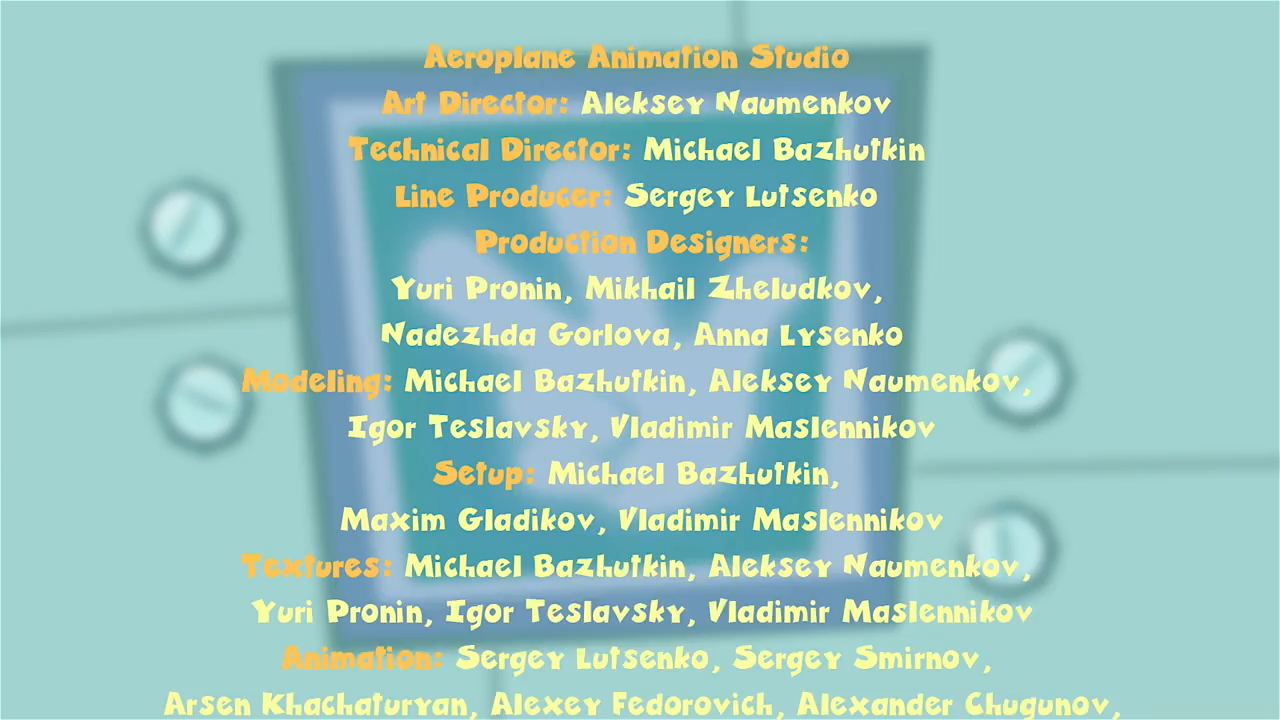 Aeroplane Animation Studio
Art Director: Aleksey Naumenkov
Technical Director: Michael Bazhutkin
Line Producer: Sergey Lutsenko
Production Designers:
Yuri Pronin, Mikhail Zheludkov,
Nadezhda Gorlova, Anna Lysenko
Modeling: Michael Bazhutkin, Aleksey Naumenkov,
Igor Teslavsky, Vladimir Maslennikov
Setup: Michael Bazhutkin,
Maxim Gladikov, Vladimir Maslennikov
Textures: Michael Bazhutkin, Aleksey Naumenkov,
Yuri Pronin, Igor Teslavsky, Vladimir Maslennikov
Animation: Sergey Lutsenko, Sergey Smirnov,
Arsen Khachaturyan, Alexey Fedorovich, Alexander Chugunov,